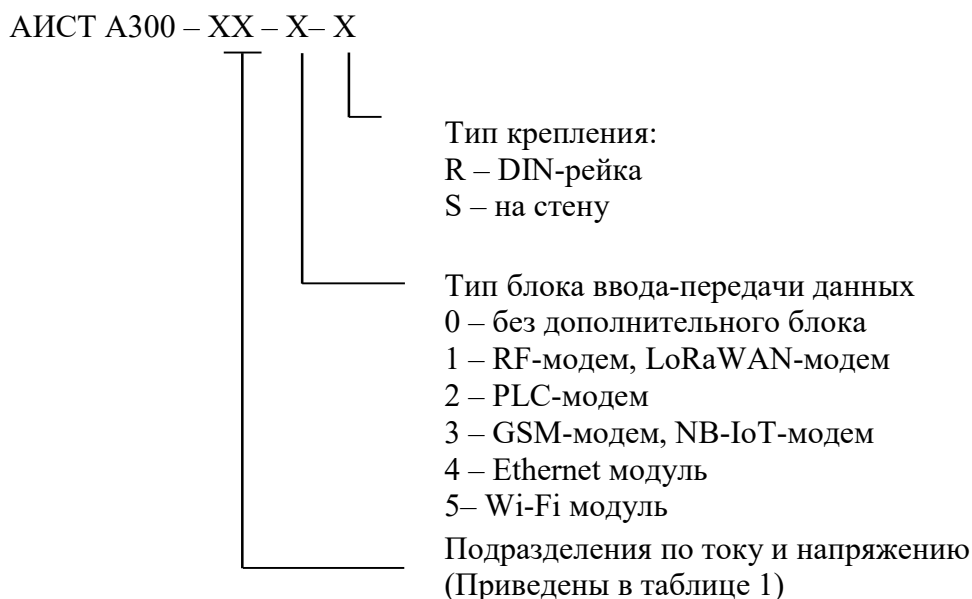 АИСТ А300 – ХХ – Х– Х
Тип крепления:
R – DIN-рейка
S – на стену
Тип блока ввода-передачи данных
0 – без дополнительного блока
1 – RF-модем, LoRaWAN-модем
2 – PLC-модем
3 – GSM-модем, NB-IoT-модем
4 – Ethernet модуль
5– Wi-Fi модуль
Подразделения по току и напряжению
(Приведены в таблице 1)